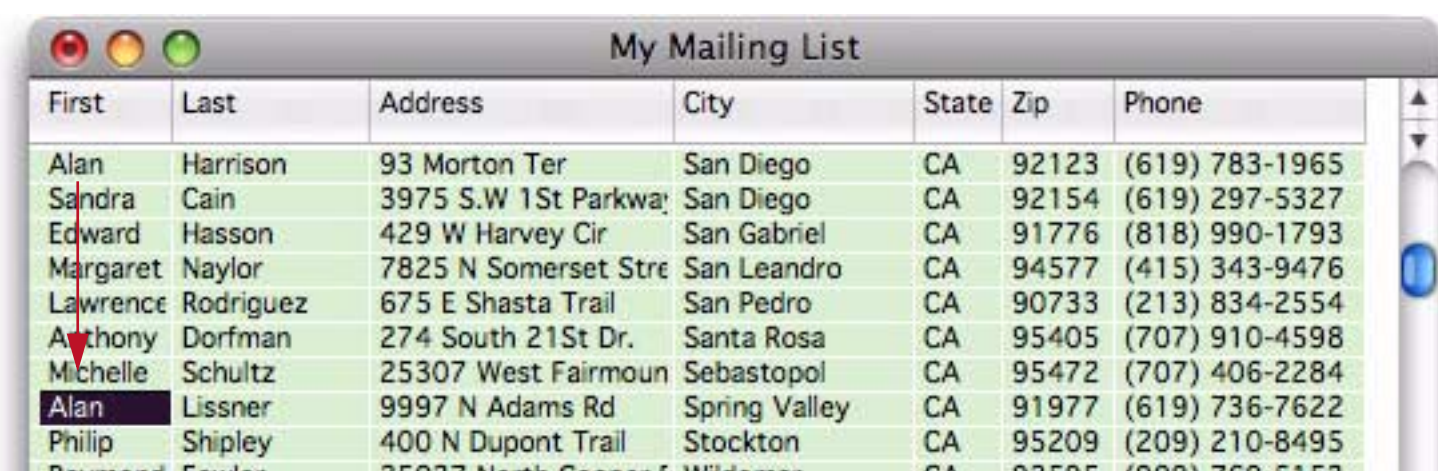 My Mailing List
First Last Address City State Zip Phone
Alan Harrison 93 Morton Ter San Diego CA 92123 (619) 783-1965
Sandra Cain 3975 S.W 1St Parkway San Diego CA 92154 (619) 297-5327
Edward Hasson 429 W Harvey Cir San Gabriel CA 91776 (818) 990-1793
Margaret Naylor 7825 N Somerset Stre San Leandro CA 94577 (415) 343-9476
Lawrence Rodriguez 675 E Shasta Trail San Pedro CA 90733 (213) 834-2554
Anthony Dorfman 274 South 21St Dr. Santa Rosa CA 95405 (707) 910-4598
Michelle Schultz 25307 West Fairmoun Sebastopol CA 95472 (707) 406-2284
Alan Lissner 9997 N Adams Rd Spring Valley CA 91977 (619) 736-7622
Philip Shipley 400 N Dupont Trail Stockton CA 95209 (209) 210-8495